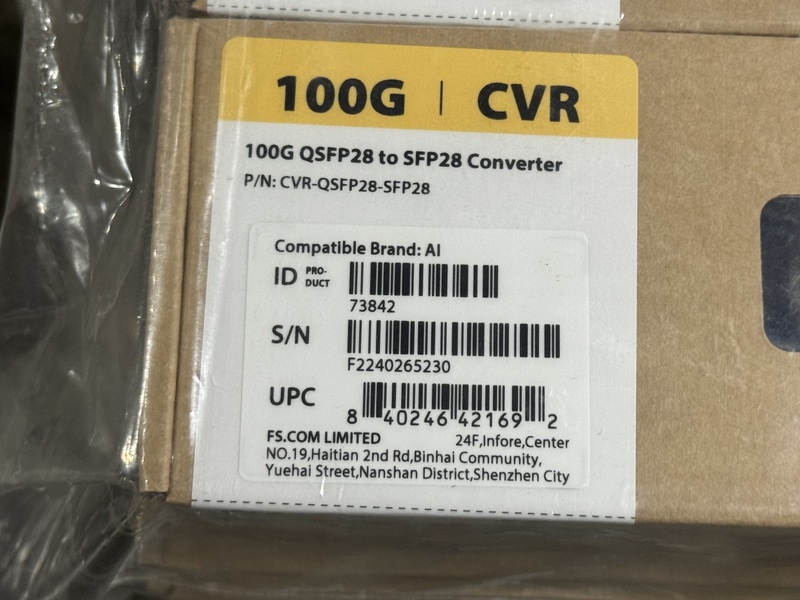 100G | CVR
100G QSFP28 to SFP28 Converter
P/N: CVR-QSFP28-SFP28
Compatible Brand: AI
ID PRO-
DUCT
73842
S/N
F2240265230
UPC
8 40246 42169 2
FS.COM LIMITED 24F,Infore,Center
NO.19,Haitian 2nd Rd,Binhai Community,
Yuehai Street,Nanshan District,Shenzhen City